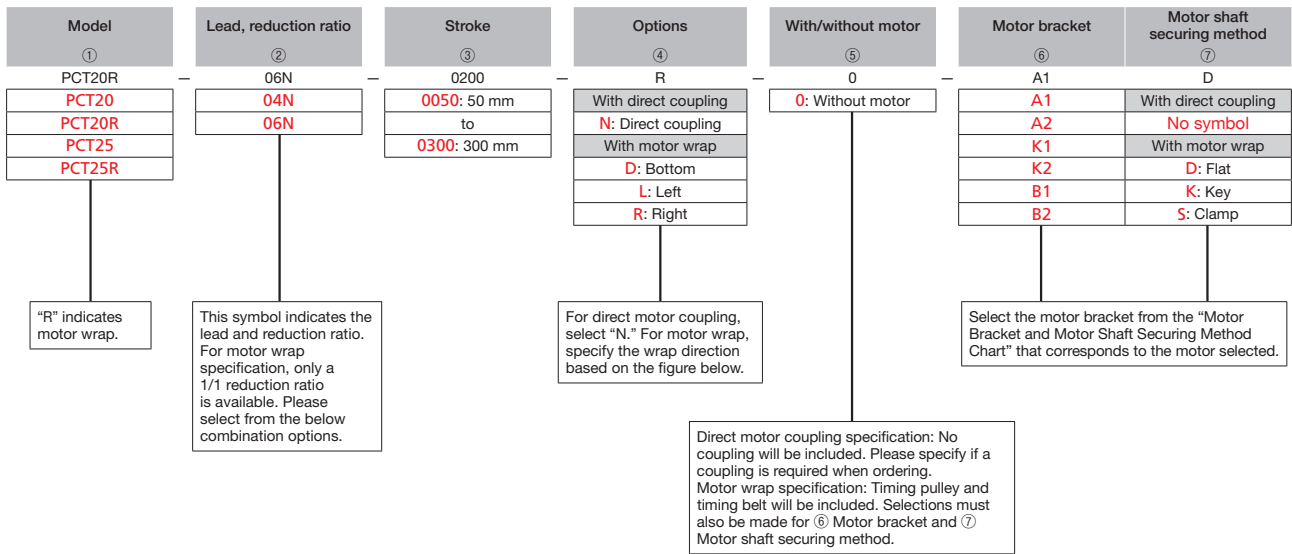 Model
Lead, reduction ratio
Stroke
Options
With/without motor
Motor bracket
Motor shaft
securing method
①
②
③
④
⑤
⑥
⑦
PCT20R – 06N – 0200 – R – 0 – A1 D
PCT20
PCT20R
PCT25
PCT25R
04N
06N
0050: 50 mm
to
0300: 300 mm
With direct coupling
N: Direct coupling
With motor wrap
D: Bottom
L: Left
R: Right
0: Without motor
A1
A2
K1
K2
B1
B2
With direct coupling
No symbol
With motor wrap
D: Flat
K: Key
S: Clamp
“R” indicates
motor wrap.
This symbol indicates the
lead and reduction ratio.
For motor wrap
specification, only a
1/1 reduction ratio
is available. Please
select from the below
combination options.
For direct motor coupling,
select “N.” For motor wrap,
specify the wrap direction
based on the figure below.
Select the motor bracket from the “Motor
Bracket and Motor Shaft Securing Method
Chart” that corresponds to the motor selected.
Direct motor coupling specification: No
coupling will be included. Please specify if a
coupling is required when ordering.
Motor wrap specification: Timing pulley and
timing belt will be included. Selections must
also be made for ⑥ Motor bracket and ⑦
Motor shaft securing method.